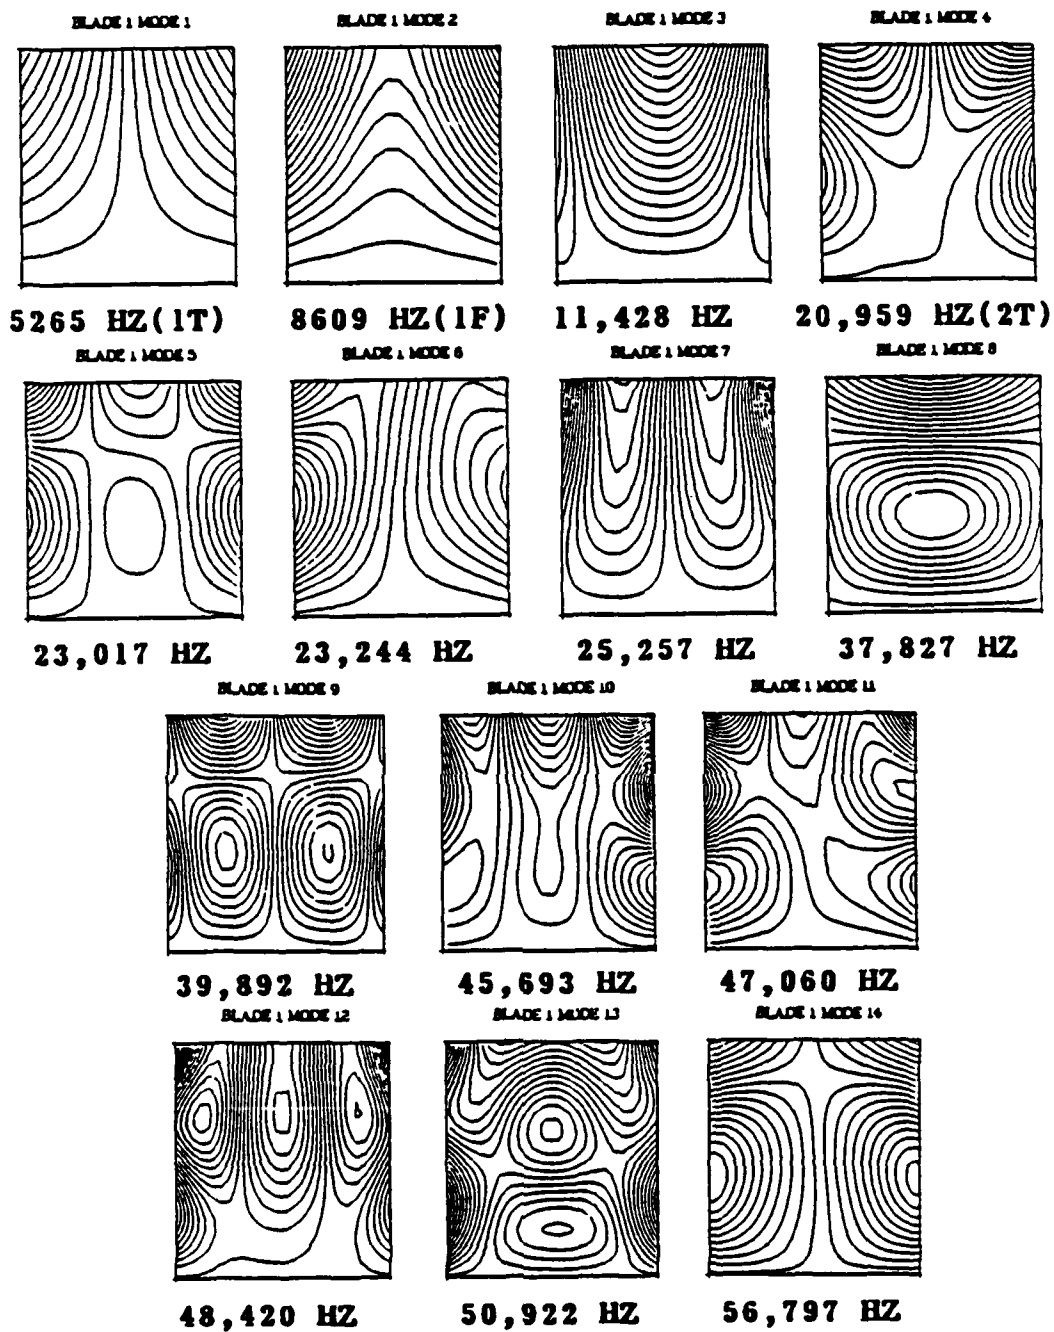 BLADE 1 MODE 1
BLADE 1 MODE 2
BLADE 1 MODE 3
BLADE 1 MODE 4
5265 HZ(1T)
8609 HZ(1F)
11,428 HZ
20,959 HZ(2T)
BLADE 1 MODE 5
BLADE 1 MODE 6
BLADE 1 MODE 7
BLADE 1 MODE 8
23,017 HZ
23,244 HZ
25,257 HZ
37,827 HZ
BLADE 1 MODE 9
BLADE 1 MODE 10
BLADE 1 MODE 11
39,892 HZ
45,693 HZ
47,060 HZ
BLADE 1 MODE 12
BLADE 1 MODE 13
BLADE 1 MODE 14
48,420 HZ
50,922 HZ
56,797 HZ